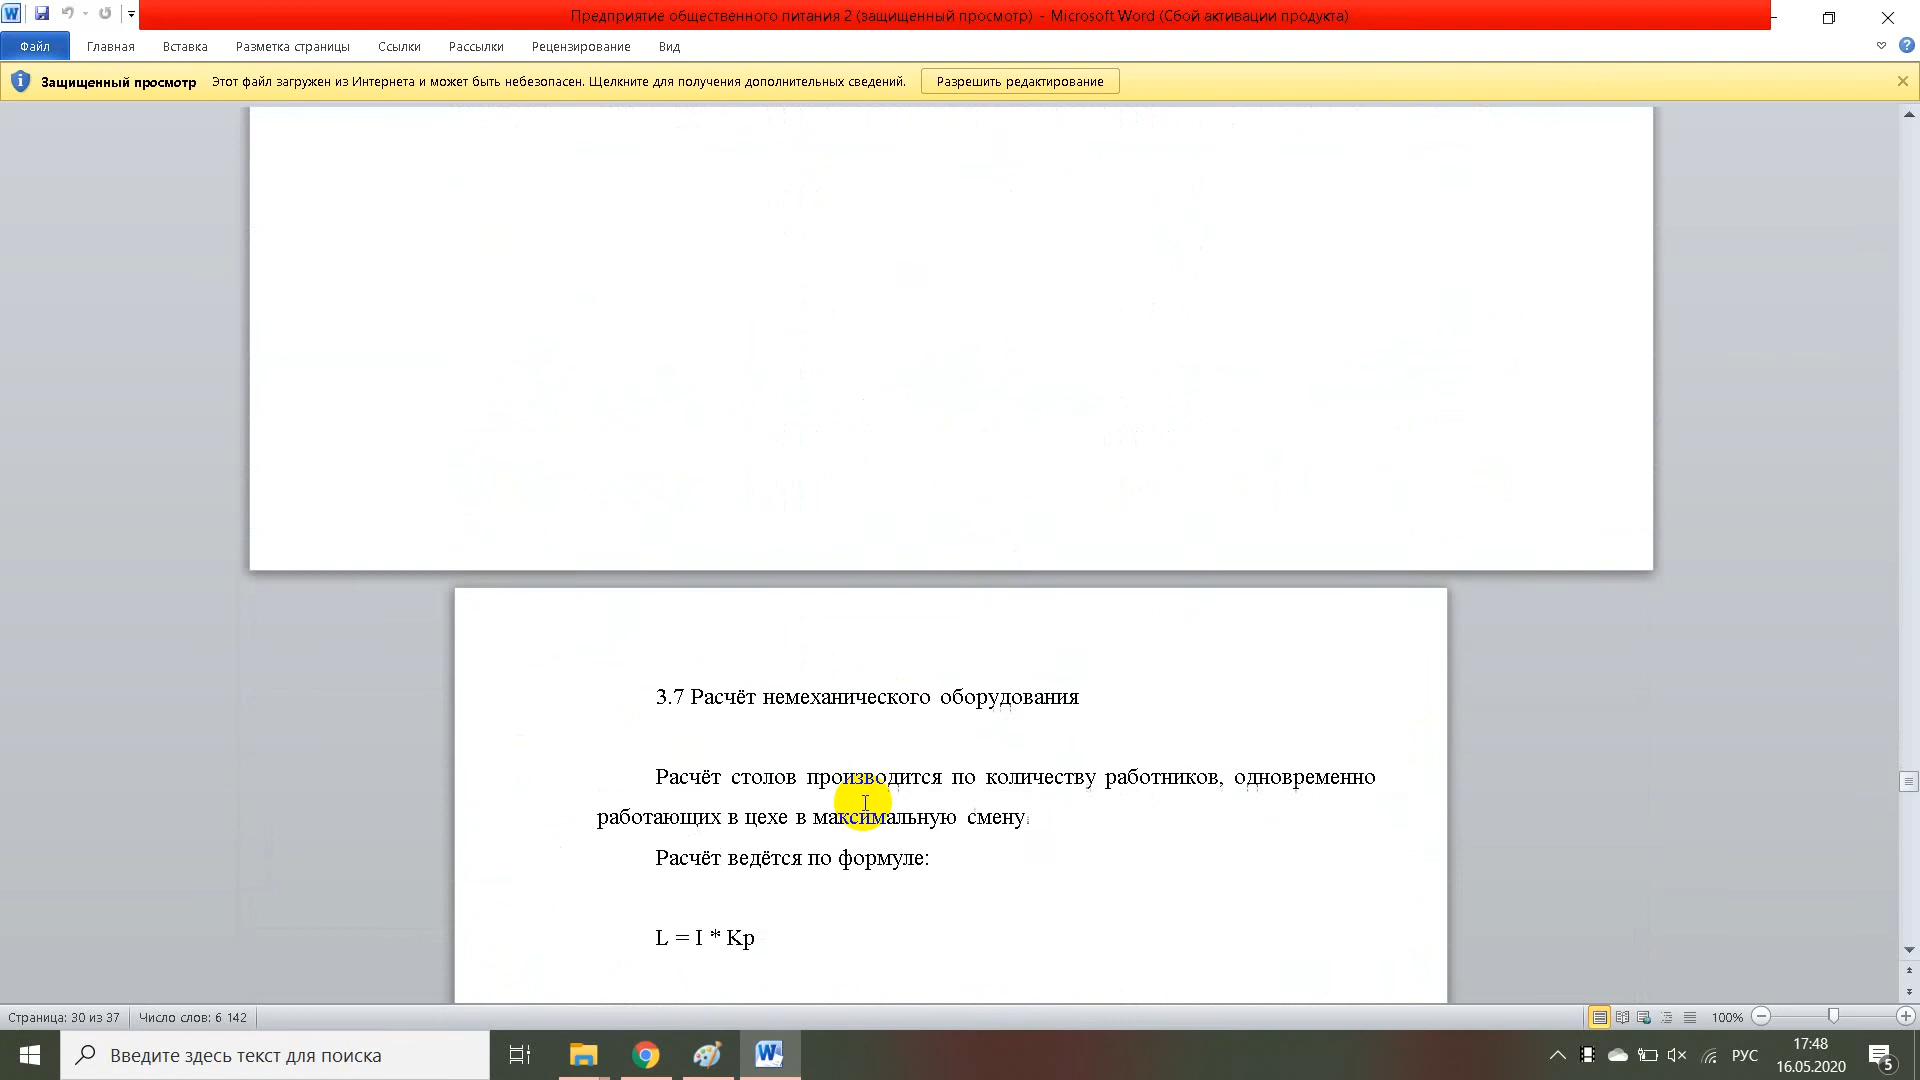 Предприятие общественного питания 2 (защищенный просмотр) - Microsoft Word (Сбой активации продукта)
Файл Главная Вставка Разметка страницы Ссылки Рассылки Рецензирование Вид
Защищенный просмотр Этот файл загружен из Интернета и может быть небезопасен. Щелкните для получения дополнительных сведений. Разрешить редактирование
3.7 Расчёт немеханического оборудования
Расчёт столов производится по количеству работников, одновременно
работающих в цехе в максимальную смену.
Расчёт ведётся по формуле:
L = I * Kp
Страница: 30 из 37 Число слов: 6 142 100%
Введите здесь текст для поиска
РУС
17:48
16.05.2020
5